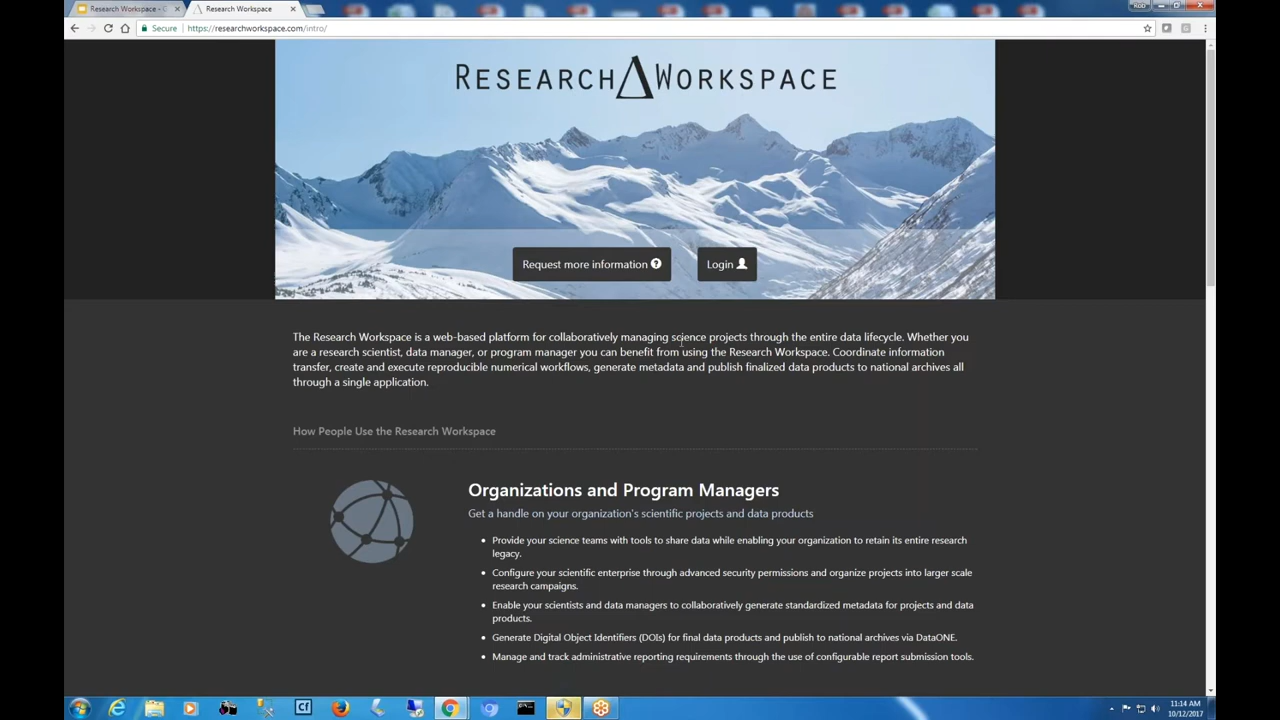 Research Workspace - G
Research Workspace
Rob
Secure
https://researchworkspace.com/intro/
RESEARCH WORKSPACE
Request more information
Login
The Research Workspace is a web-based platform for collaboratively managing science projects through the entire data lifecycle. Whether you
are a research scientist, data manager, or program manager you can benefit from using the Research Workspace. Coordinate information
transfer, create and execute reproducible numerical workflows, generate metadata and publish finalized data products to national archives all
through a single application.
How People Use the Research Workspace
Organizations and Program Managers
Get a handle on your organization's scientific projects and data products
• Provide your science teams with tools to share data while enabling your organization to retain its entire research
legacy.
• Configure your scientific enterprise through advanced security permissions and organize projects into larger scale
research campaigns.
• Enable your scientists and data managers to collaboratively generate standardized metadata for projects and data
products.
• Generate Digital Object Identifiers (DOIs) for final data products and publish to national archives via DataONE.
• Manage and track administrative reporting requirements through the use of configurable report submission tools.
Cf
11:14 AM
10/12/2017